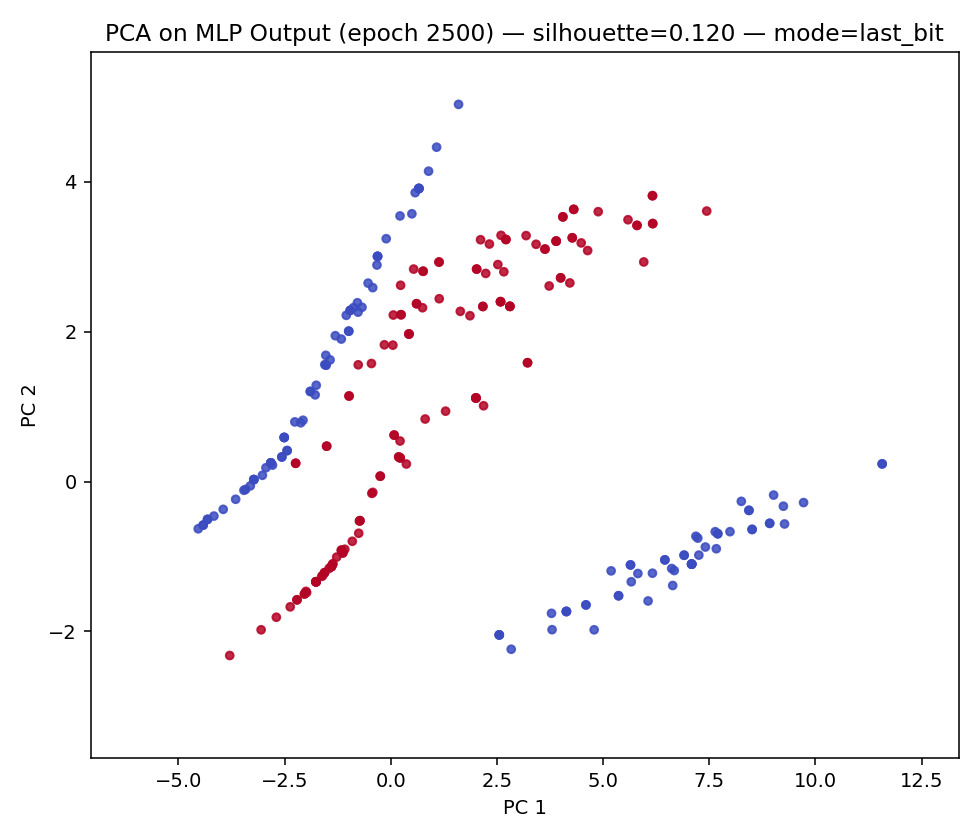 PCA on MLP Output (epoch 2500) — silhouette=0.120 — mode=last_bit
4
2
0
−2
PC 2
−5.0 −2.5 0.0 2.5 5.0 7.5 10.0 12.5
PC 1